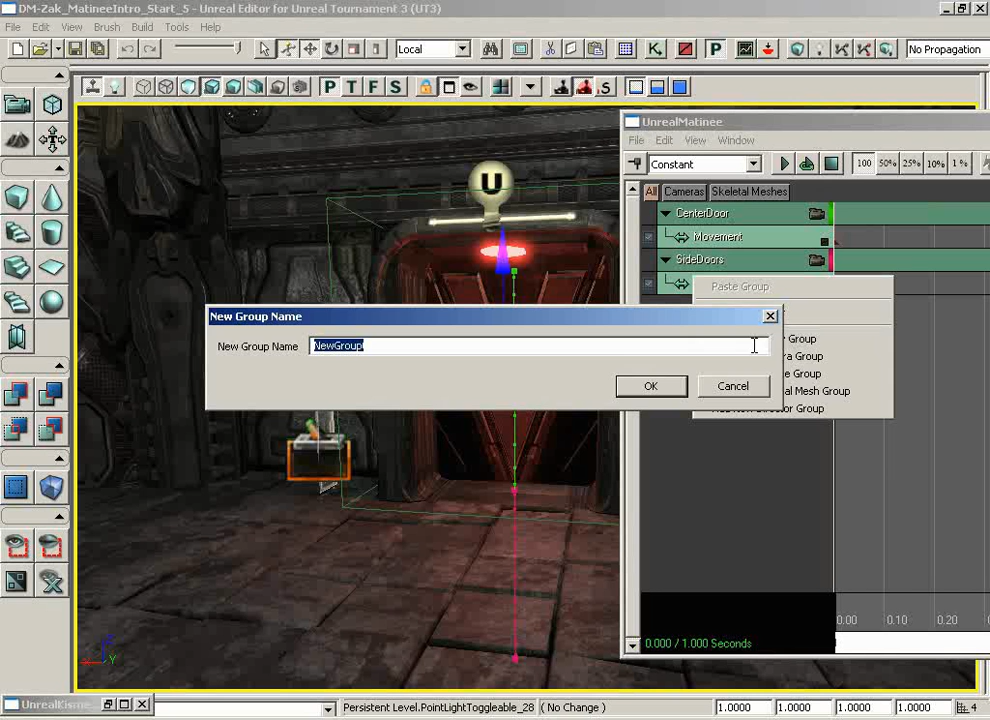 DM-Zak_MatineeIntro_Start_5 - Unreal Editor for Unreal Tournament 3 (UT3)
File Edit View Brush Build Tools Help
Local
No Propagation
P T F S
UnrealMatinee
File Edit View Window
Constant
100 50% 25% 10% 1 %
All Cameras Skeletal Meshes
CenterDoor
Movement
SideDoors
Paste Group
New Group Name
New Group Name NewGroup
OK Cancel
Group
Group
Group
Mesh Group
Group
0.00 0.10 0.20
0.000 / 1.000 Seconds
X Y
UnrealKisme
Persistent Level.PointLightToggleable_28 ( No Change )
1.0000 1.0000 1.0000 1.0000 4